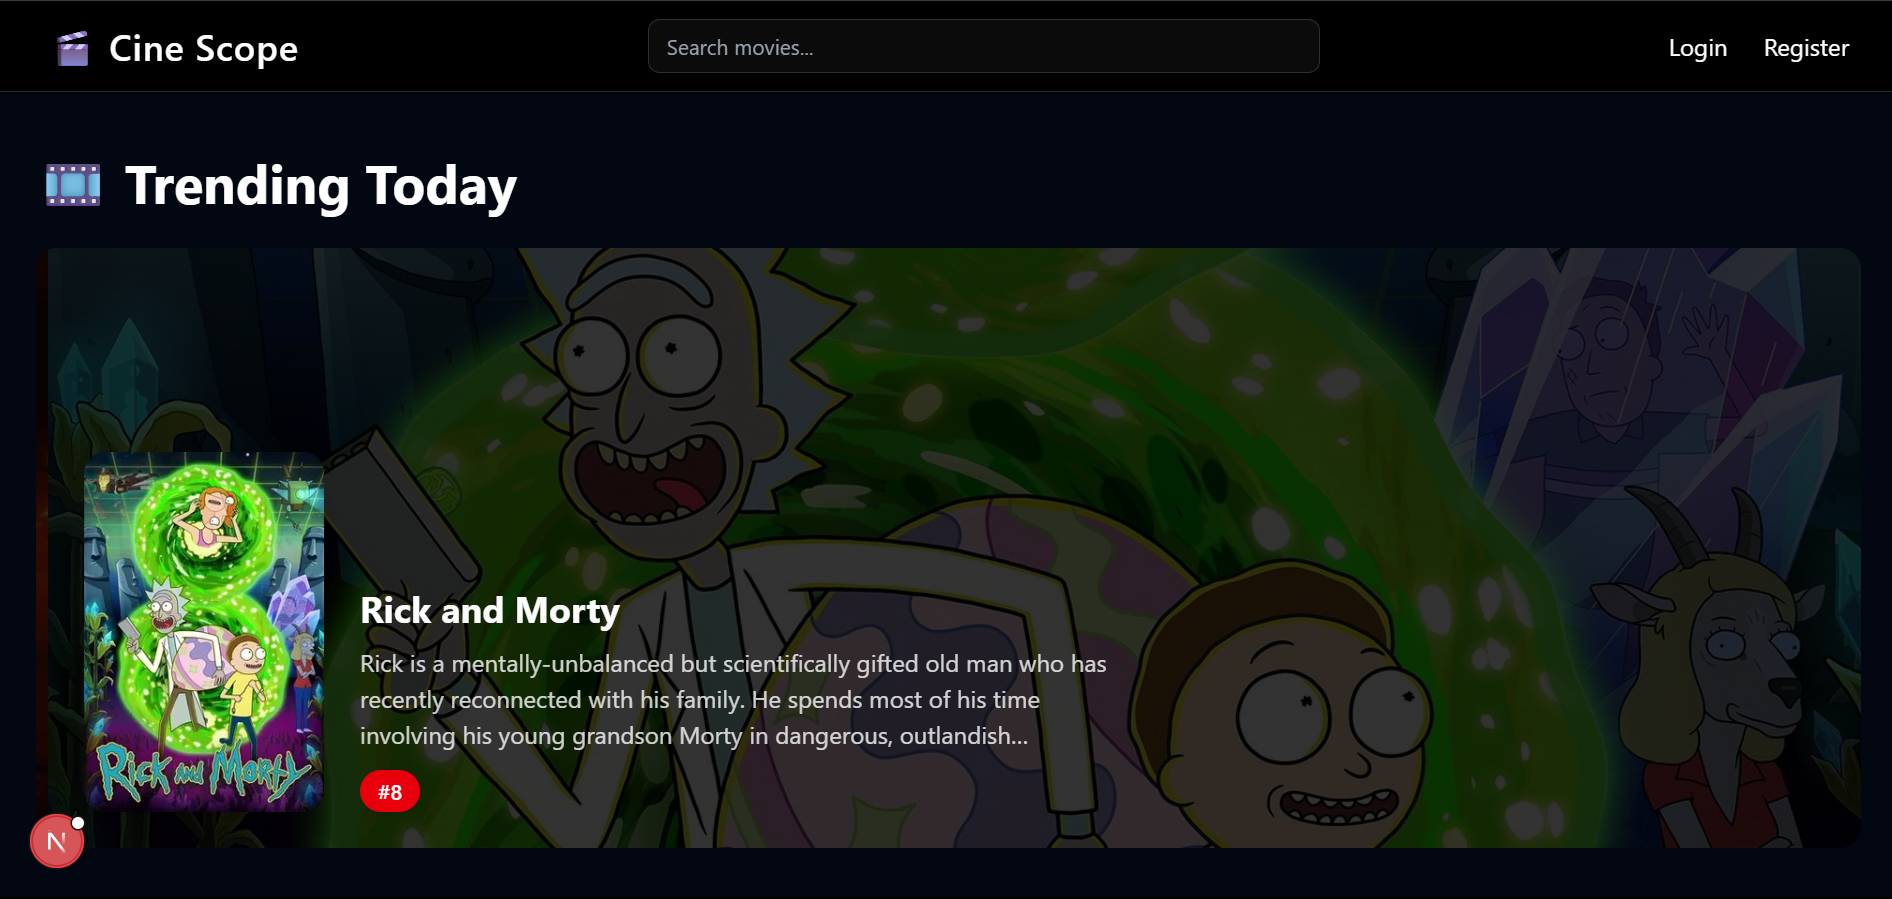 Cine Scope
Search movies...
Login
Register
Trending Today
Rick and Morty
Rick is a mentally-unbalanced but scientifically gifted old man who has
recently reconnected with his family. He spends most of his time
involving his young grandson Morty in dangerous, outlandish...
#8
RICK AND MORTY
N